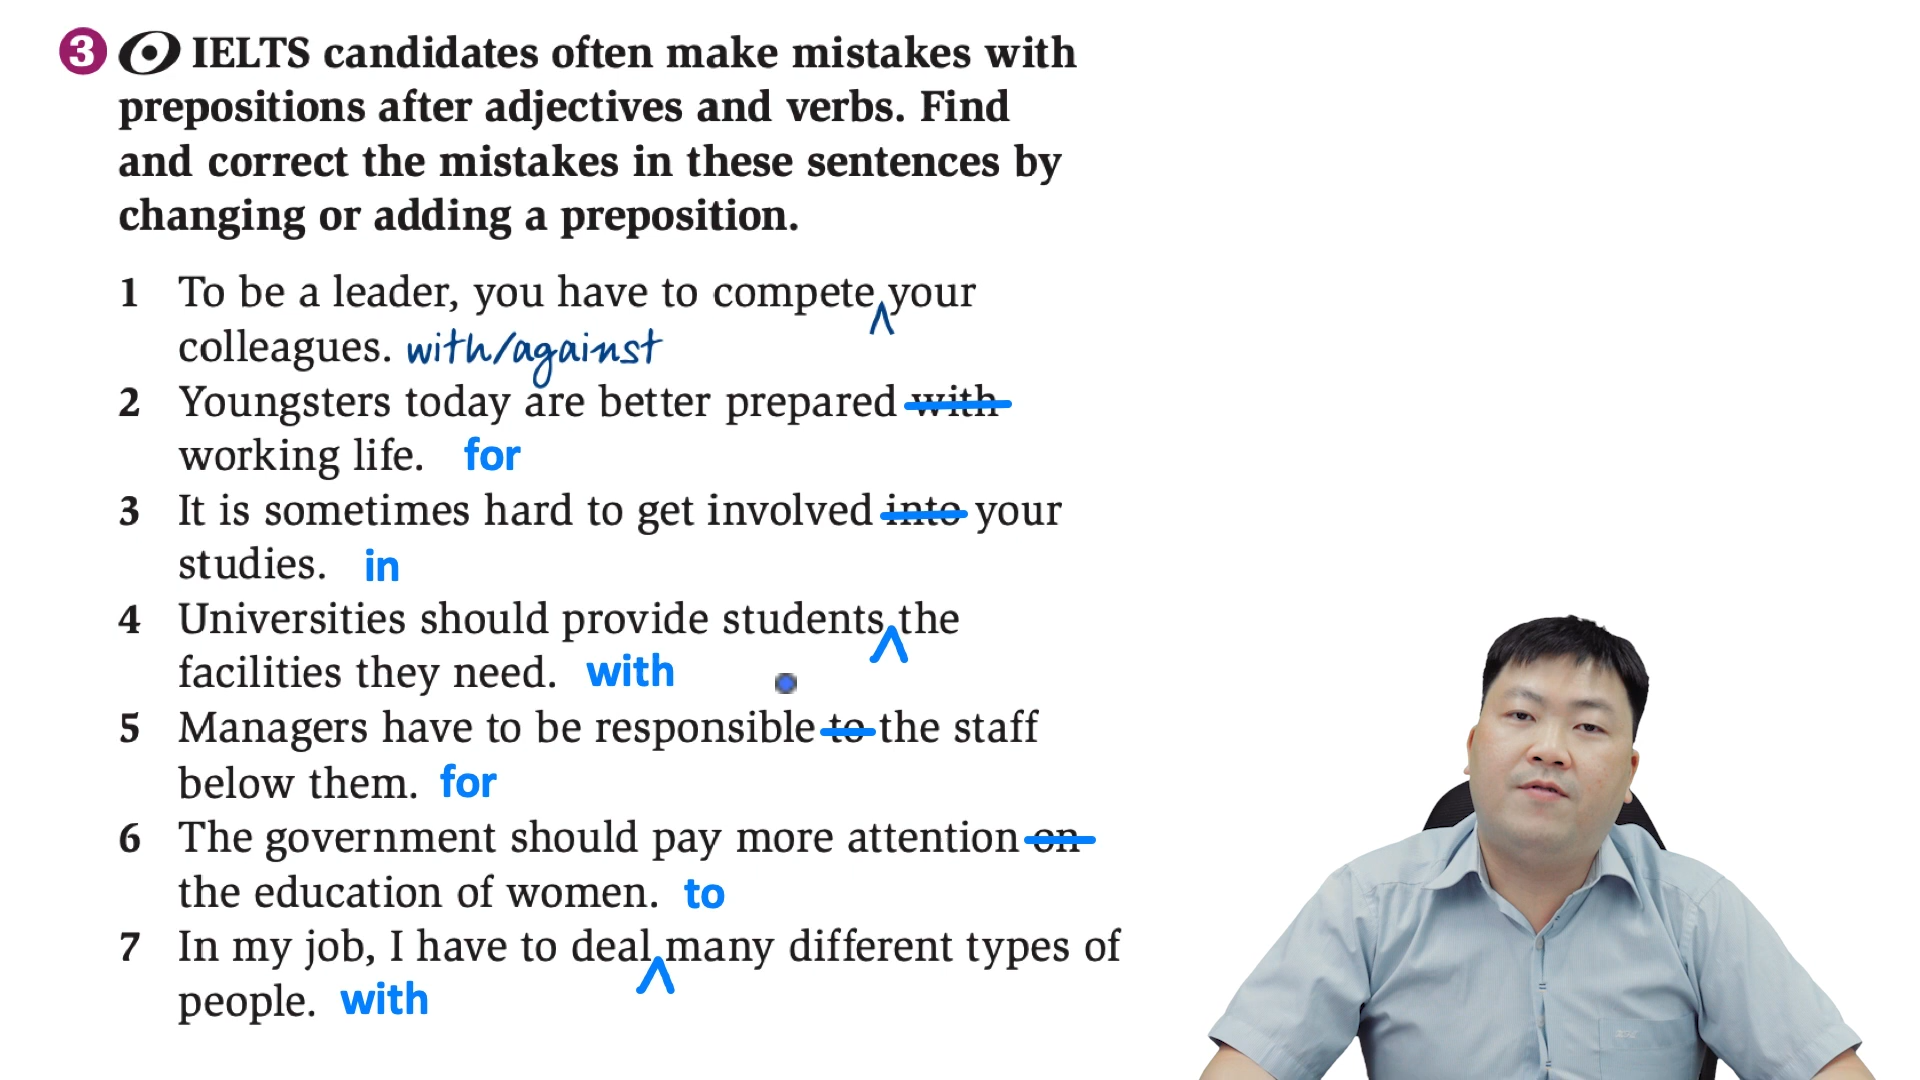 3 IELTS candidates often make mistakes with
prepositions after adjectives and verbs. Find
and correct the mistakes in these sentences by
changing or adding a preposition.
1 To be a leader, you have to compete ^ your
colleagues. with/against
2 Youngsters today are better prepared with
working life. for
3 It is sometimes hard to get involved into your
studies. in
4 Universities should provide students ^ the
facilities they need. with
5 Managers have to be responsible to the staff
below them. for
6 The government should pay more attention on
the education of women. to
7 In my job, I have to deal ^ many different types of
people. with